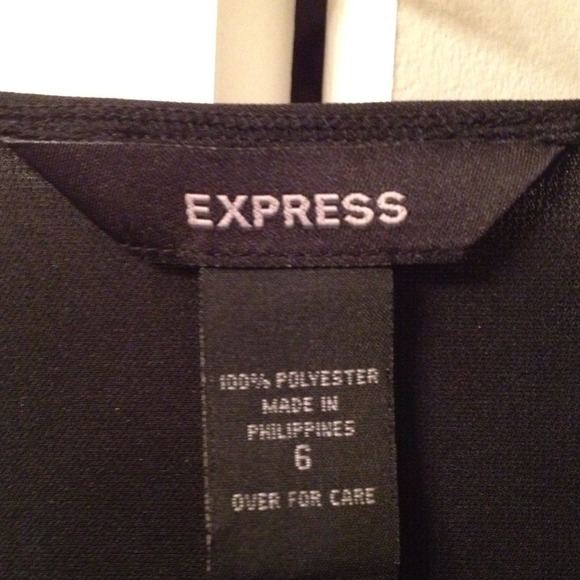 EXPRESS
100% POLYESTER
MADE IN
PHILIPPINES
6
OVER FOR CARE